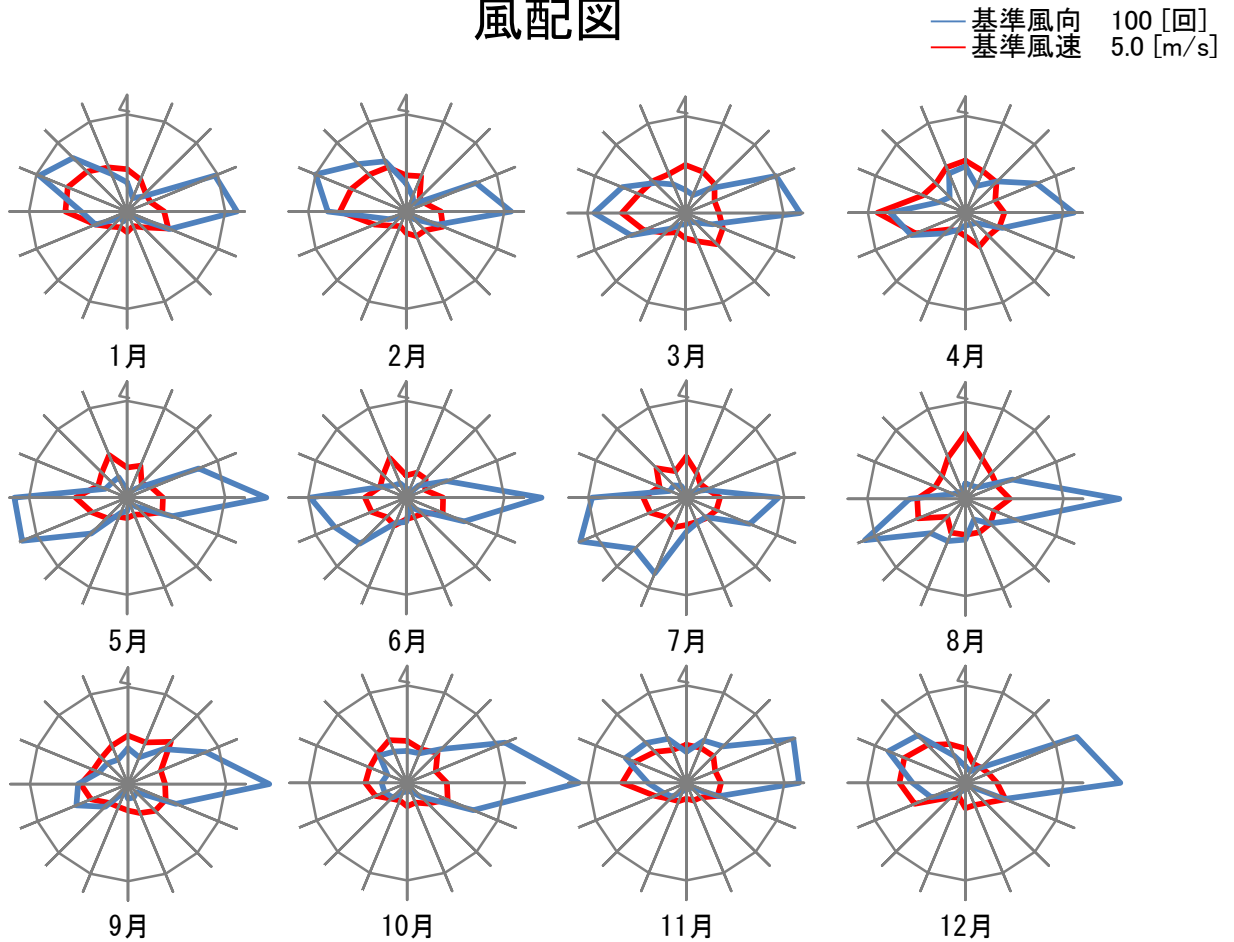 風配図
基準風向 100 [回]
基準風速 5.0 [m/s]
1月
2月
3月
4月
5月
6月
7月
8月
9月
10月
11月
12月